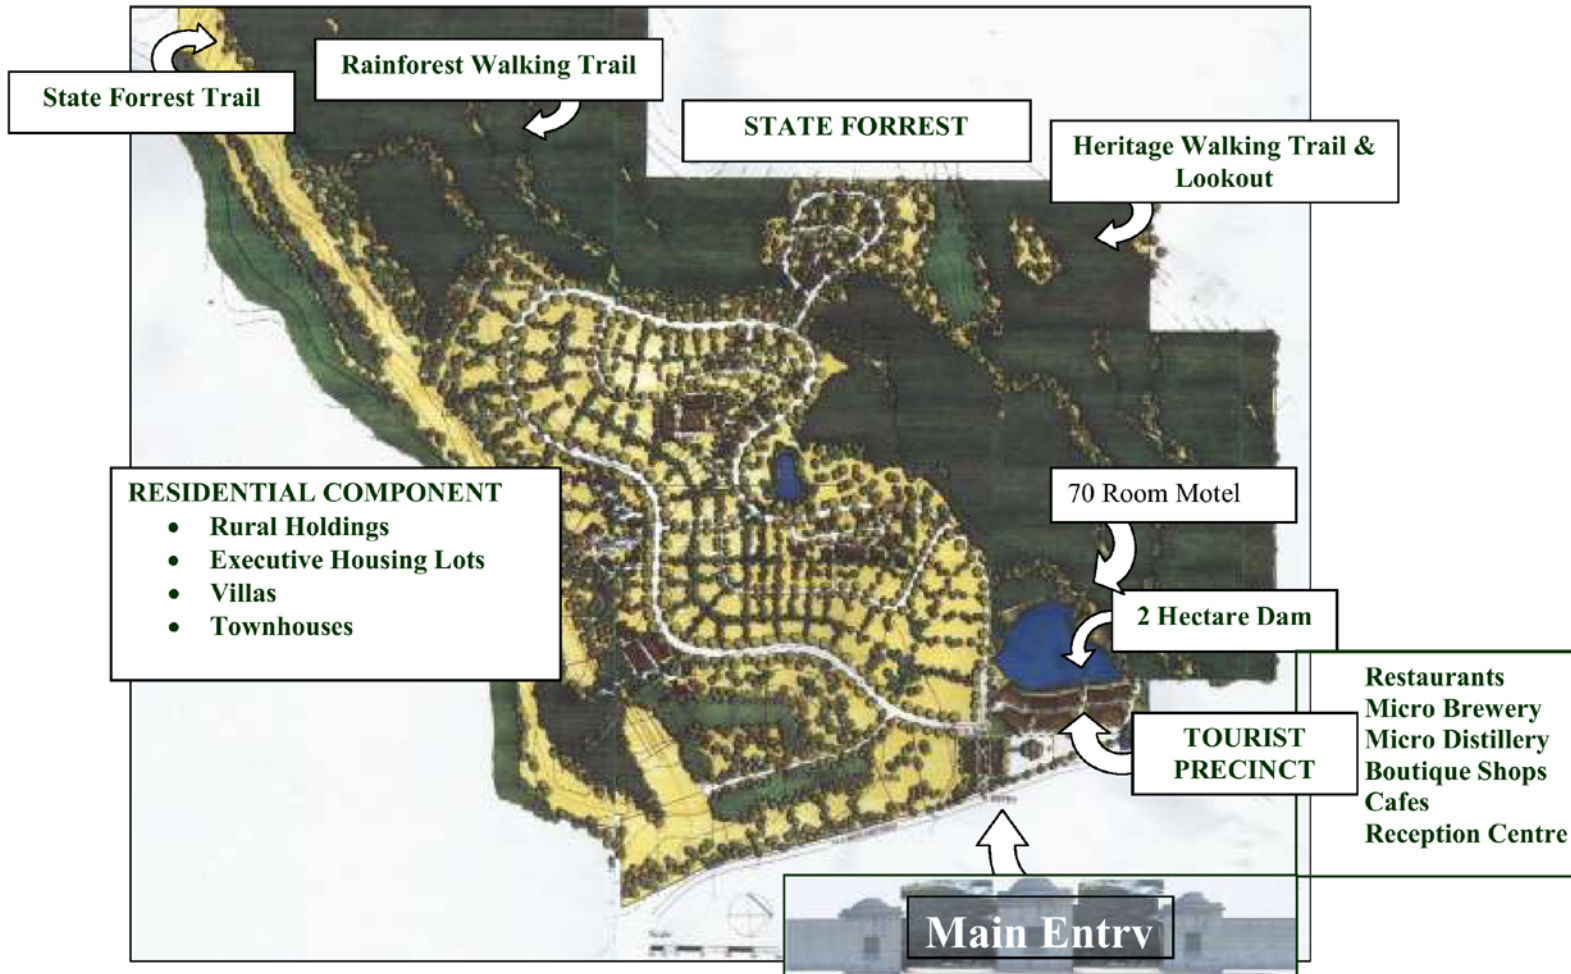 State Forrest Trail
Rainforest Walking Trail
STATE FORREST
Heritage Walking Trail &
Lookout
RESIDENTIAL COMPONENT
• Rural Holdings
• Executive Housing Lots
• Villas
• Townhouses
70 Room Motel
2 Hectare Dam
TOURIST
PRECINCT
Restaurants
Micro Brewery
Micro Distillery
Boutique Shops
Cafes
Reception Centre
Main Entry